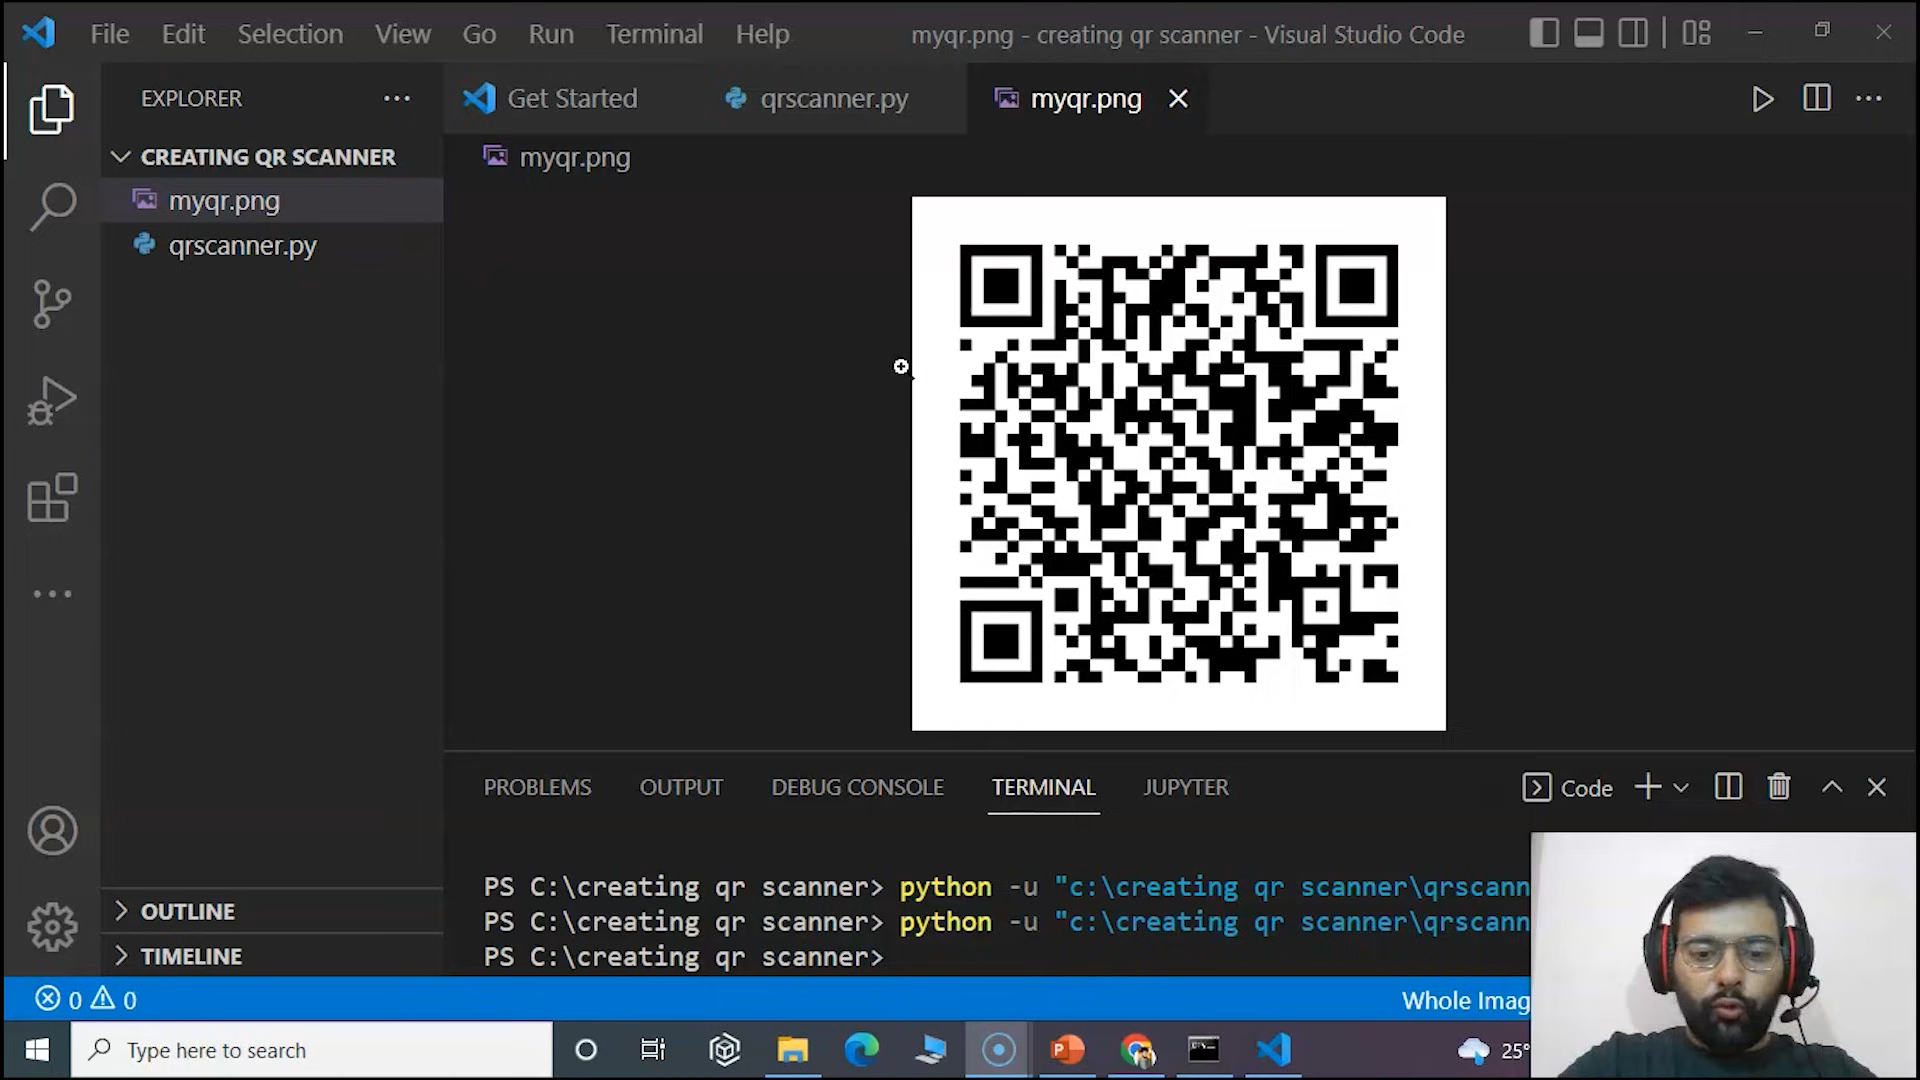 File Edit Selection View Go Run Terminal Help myqr.png - creating qr scanner - Visual Studio Code
EXPLORER
Get Started
qrscanner.py
myqr.png
CREATING QR SCANNER
myqr.png
myqr.png
qrscanner.py
PROBLEMS OUTPUT DEBUG CONSOLE TERMINAL JUPYTER
Code
PS C:\creating qr scanner> python -u "c:\creating qr scanner\qrscann
PS C:\creating qr scanner> python -u "c:\creating qr scanner\qrscann
PS C:\creating qr scanner>
OUTLINE
TIMELINE
0 0
Whole Imag
Type here to search
25°